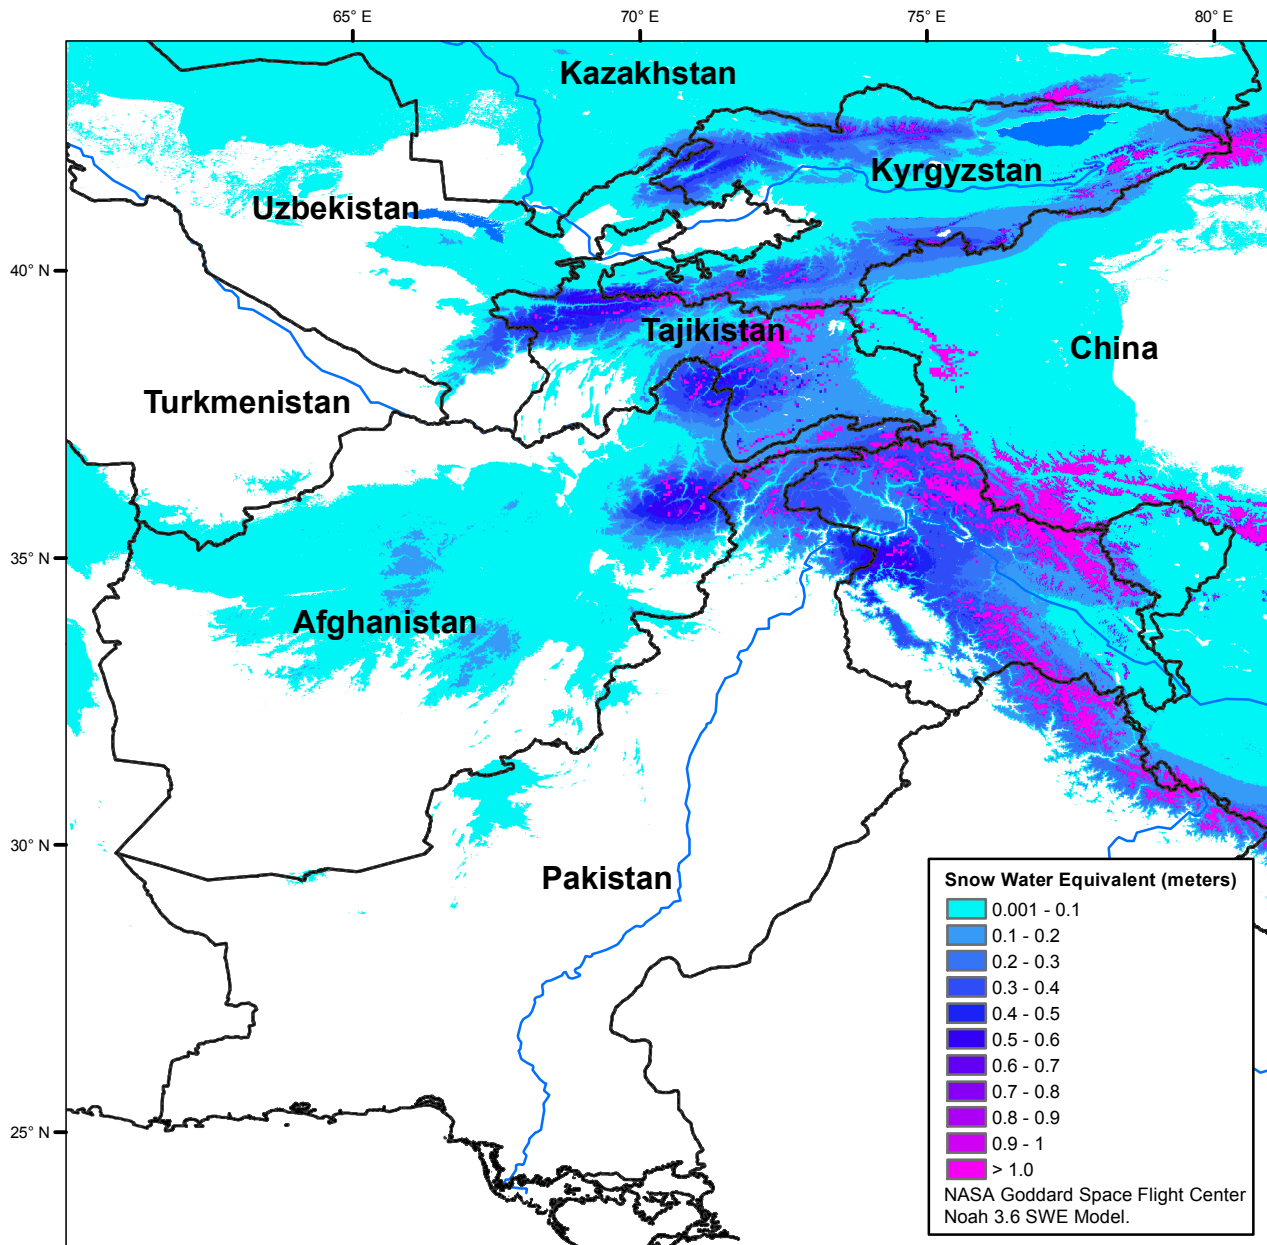 65° E
70° E
75° E
80° E
Kazakhstan
Kyrgyzstan
Uzbekistan
40° N
Tajikistan
China
Turkmenistan
35° N
Afghanistan
30° N
Pakistan
25° N
Snow Water Equivalent (meters)
0.001 - 0.1
0.1 - 0.2
0.2 - 0.3
0.3 - 0.4
0.4 - 0.5
0.5 - 0.6
0.6 - 0.7
0.7 - 0.8
0.8 - 0.9
0.9 - 1
> 1.0
NASA Goddard Space Flight Center
Noah 3.6 SWE Model.